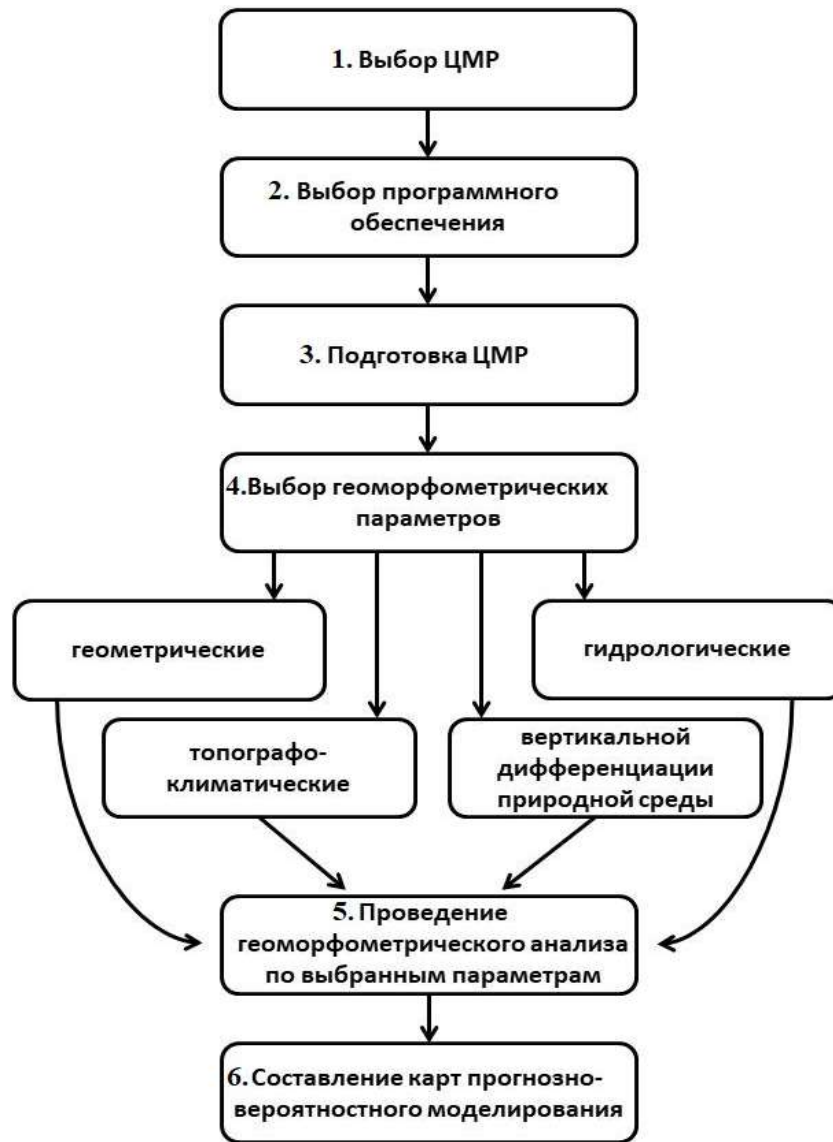 1. Выбор ЦМР
2. Выбор программного
обеспечения
3. Подготовка ЦМР
4.Выбор геоморфометрических
параметров
геометрические
гидрологические
топографо-
климатические
вертикальной
дифференциации
природной среды
5. Проведение
геоморфометрического анализа
по выбранным параметрам
6.Составление карт прогнозно-
вероятностного моделирования